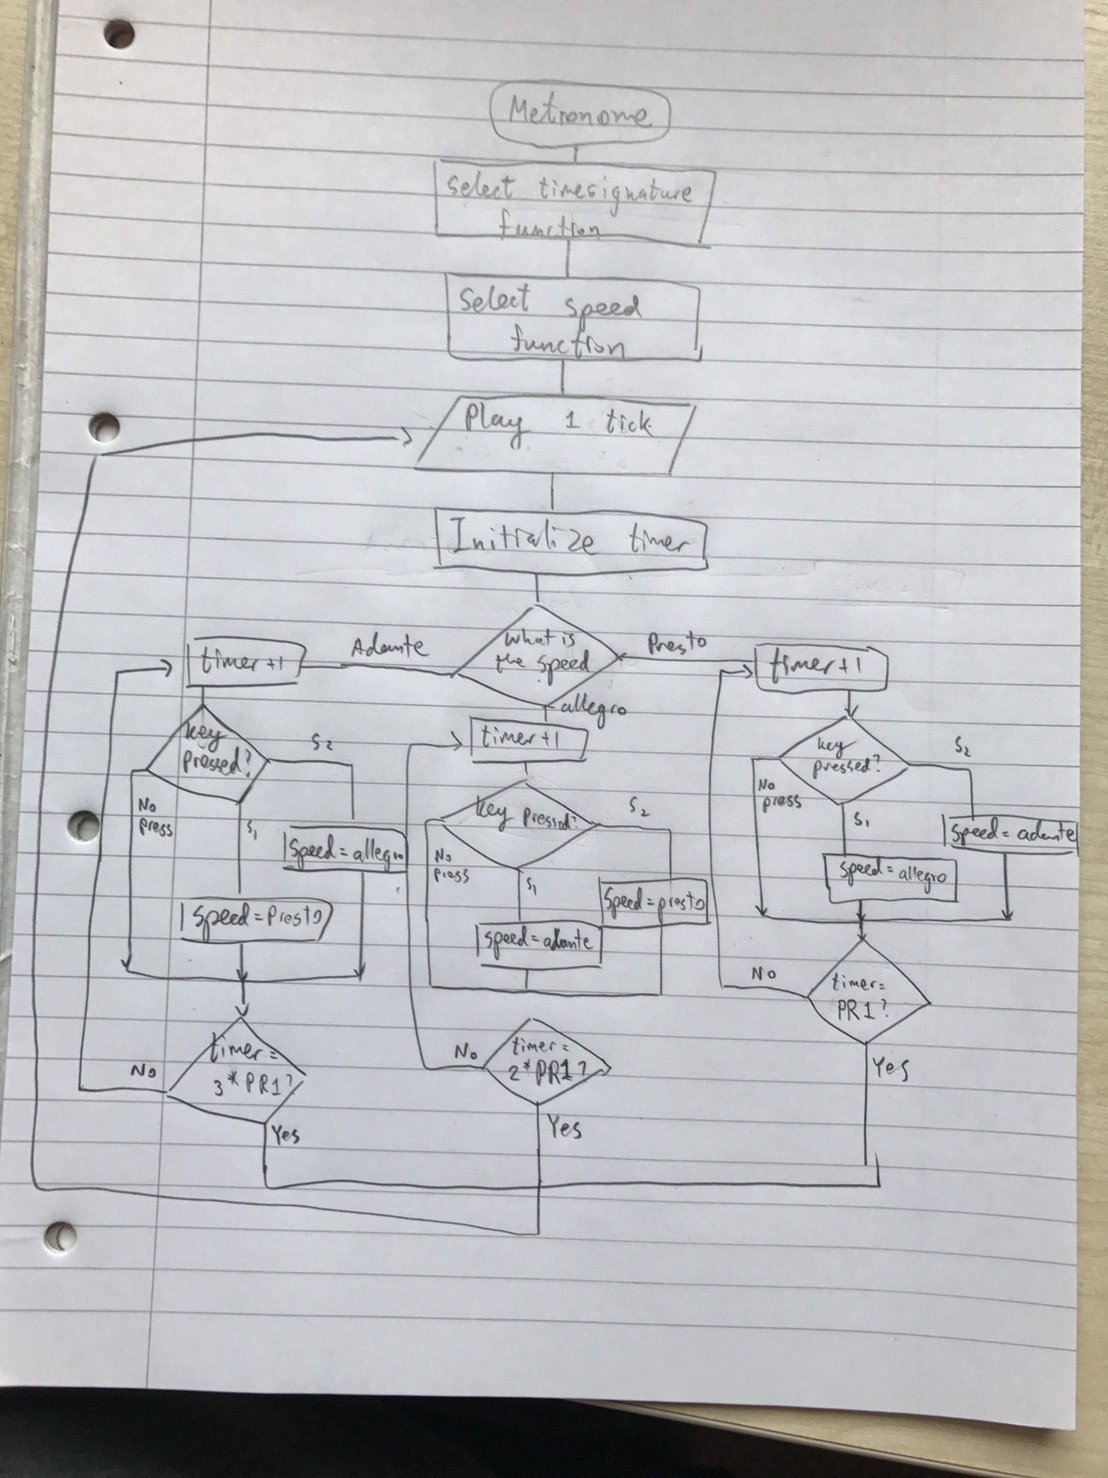 Metronome
Select timesignature
function
Select speed
function
Play 1 tick
Initialize timer
What is
the speed
Adante
Presto
allegro
timer +1
key
pressed?
S2
No
press
S1
Speed = allegro
Speed = Presto
timer =
3* PR1?
No
Yes
timer +1
key pressed?
S2
No
press
S1
Speed = presto
speed = adante
timer =
2* PR1?
No
Yes
timer +1
key
pressed?
S2
No
press
S1
Speed = adante
speed = allegro
timer =
PR1?
No
Yes